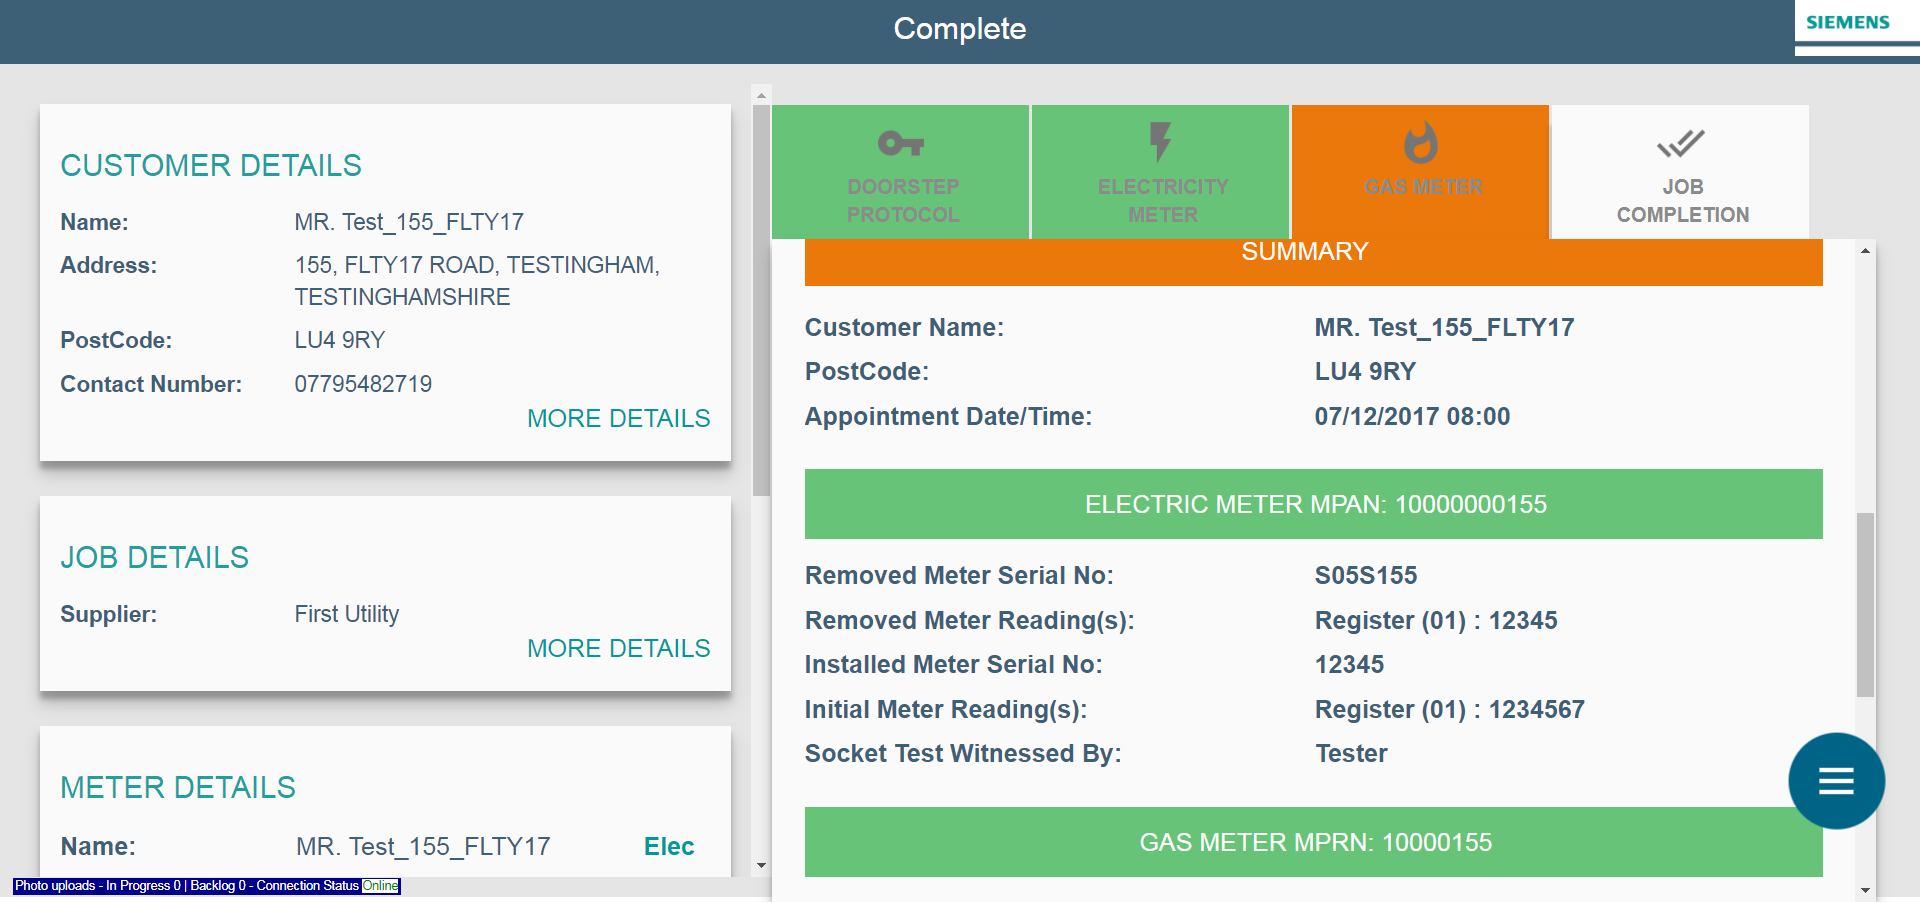 Complete
SIEMENS
CUSTOMER DETAILS
Name: MR. Test_155_FLTY17
Address: 155, FLTY17 ROAD, TESTINGHAM,
TESTINGHAMSHIRE
PostCode: LU4 9RY
Contact Number: 07795482719
MORE DETAILS
JOB DETAILS
Supplier: First Utility
MORE DETAILS
METER DETAILS
Name: MR. Test_155_FLTY17 Elec
Photo uploads - In Progress 0 | Backlog 0 - Connection Status Online
DOORSTEP
PROTOCOL
ELECTRICITY
METER
GAS METER
JOB
COMPLETION
SUMMARY
Customer Name: MR. Test_155_FLTY17
PostCode: LU4 9RY
Appointment Date/Time: 07/12/2017 08:00
ELECTRIC METER MPAN: 10000000155
Removed Meter Serial No: S05S155
Removed Meter Reading(s): Register (01) : 12345
Installed Meter Serial No: 12345
Initial Meter Reading(s): Register (01) : 1234567
Socket Test Witnessed By: Tester
GAS METER MPRN: 10000155